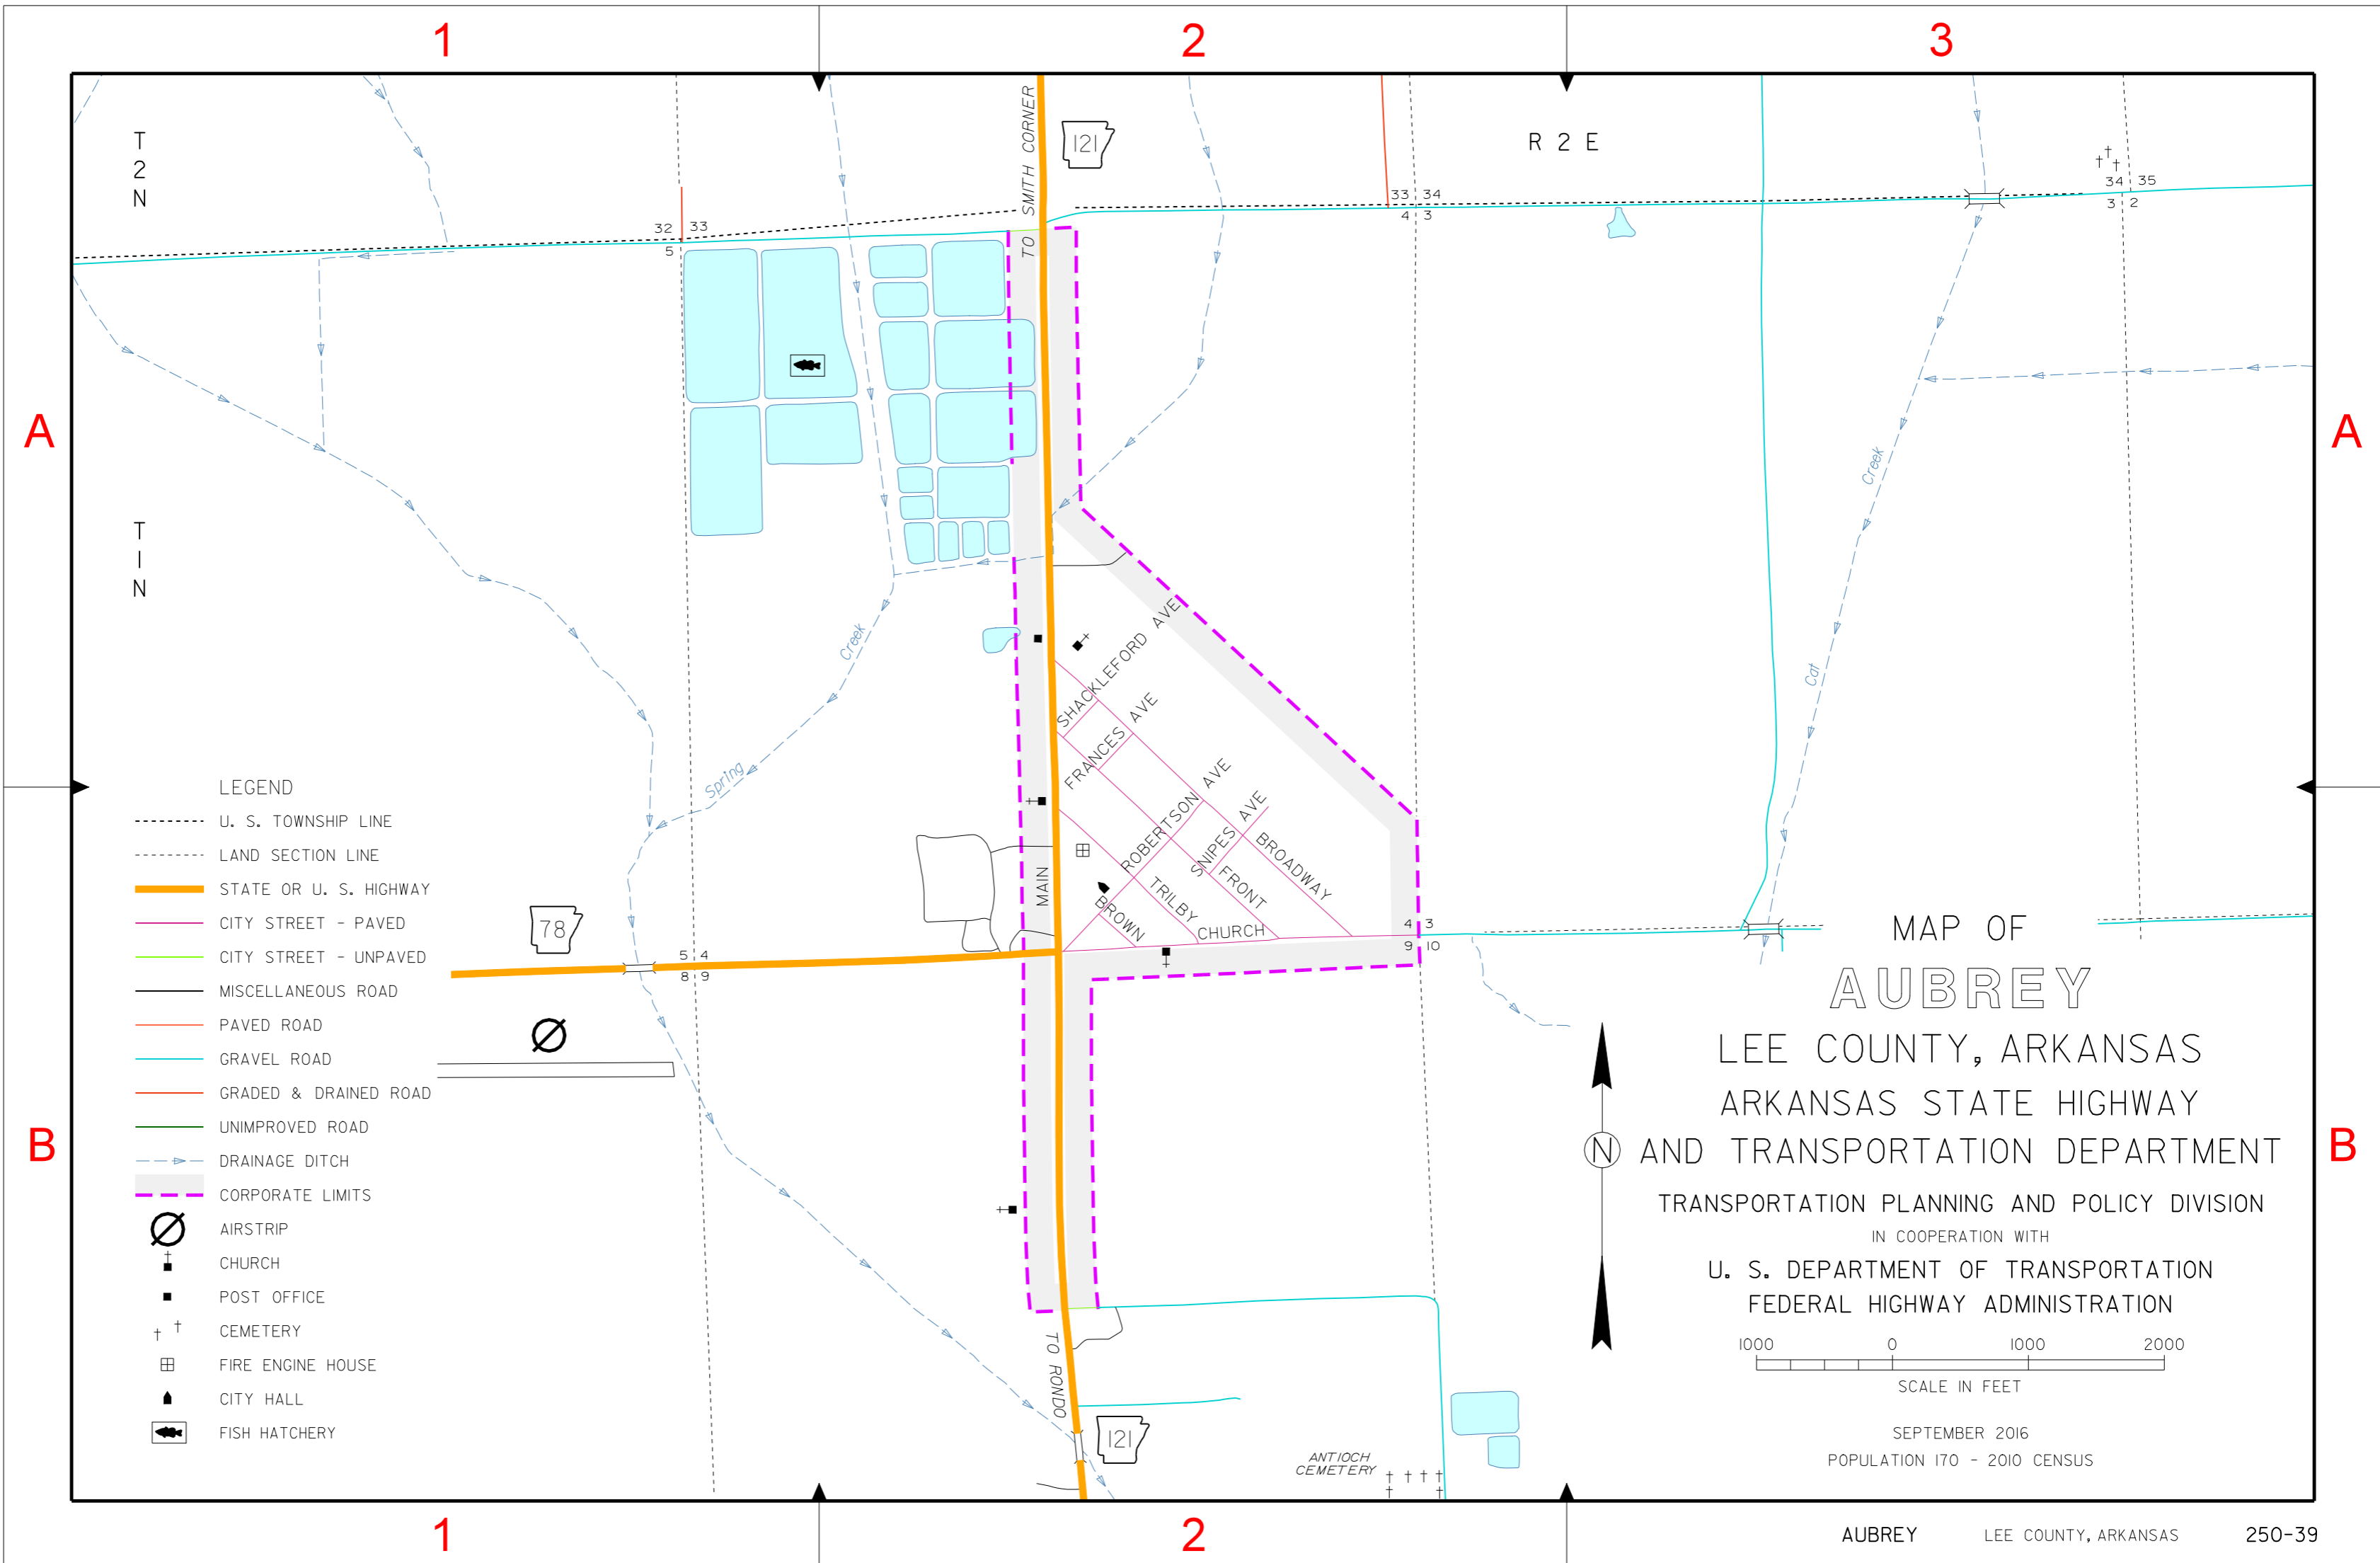 1
2
3
T
2
N
TO SMITH CORNER
121
R 2 E
33 34
4 3
34 35
3 2
32 33
5
A
A
T
I
N
Creek
Cat
Creek
Spring
SHACKLEFORD AVE
FRANCES AVE
ROBERTSON AVE
SNIPES AVE
BROADWAY
FRONT
TRILBY
BROWN
CHURCH
MAIN
78
5 4
8 9
4 3
9 10
LEGEND
U. S. TOWNSHIP LINE
LAND SECTION LINE
STATE OR U. S. HIGHWAY
CITY STREET - PAVED
CITY STREET - UNPAVED
MISCELLANEOUS ROAD
PAVED ROAD
GRAVEL ROAD
GRADED & DRAINED ROAD
UNIMPROVED ROAD
DRAINAGE DITCH
CORPORATE LIMITS
AIRSTRIP
CHURCH
POST OFFICE
CEMETERY
FIRE ENGINE HOUSE
CITY HALL
FISH HATCHERY
B
B
TO RONDO
121
ANTIOCH
CEMETERY
MAP OF
AUBREY
LEE COUNTY, ARKANSAS
ARKANSAS STATE HIGHWAY
N
AND TRANSPORTATION DEPARTMENT
TRANSPORTATION PLANNING AND POLICY DIVISION
IN COOPERATION WITH
U. S. DEPARTMENT OF TRANSPORTATION
FEDERAL HIGHWAY ADMINISTRATION
1000 0 1000 2000
SCALE IN FEET
SEPTEMBER 2016
POPULATION 170 - 2010 CENSUS
1
2
AUBREY LEE COUNTY, ARKANSAS 250-39